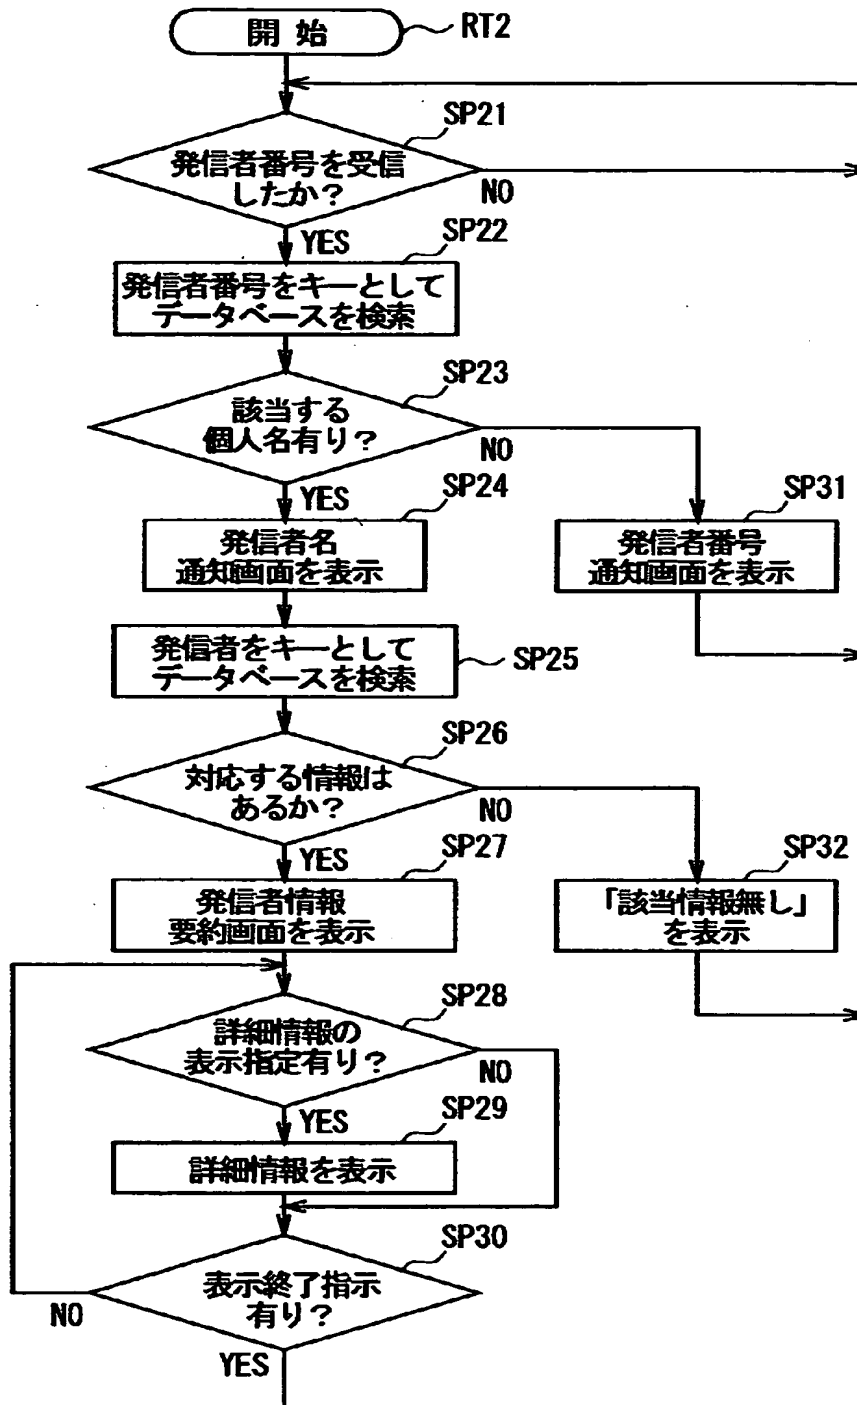 開始
RT2
SP21
発信者番号を受信
したか?
NO
YES
SP22
発信者番号をキーとして
データベースを検索
SP23
該当する
個人名有り?
NO
YES
SP24
発信者名
通知画面を表示
SP31
発信者番号
通知画面を表示
発信者をキーとして
データベースを検索
SP25
SP26
対応する情報は
あるか?
NO
YES
SP27
発信者情報
要約画面を表示
SP32
「該当情報無し」
を表示
SP28
詳細情報の
表示指定有り?
NO
YES
SP29
詳細情報を表示
SP30
表示終了指示
有り?
NO
YES